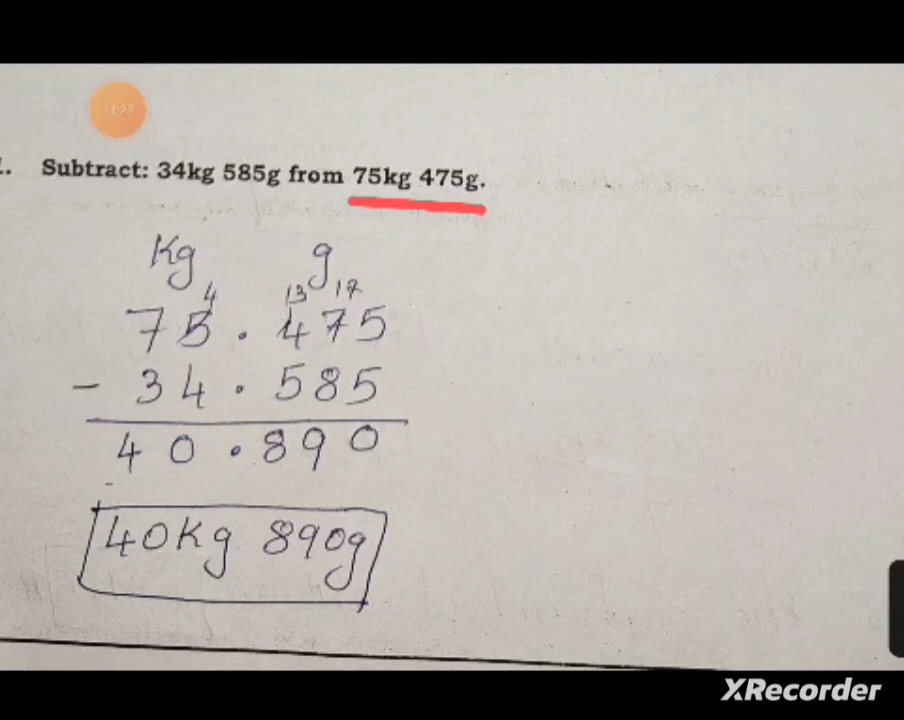 Subtract: 34kg 585g from 75kg 475g.
Kg g
4 13 17
75 . 475
- 34 . 585
40 . 890
40Kg 890g
XRecorder